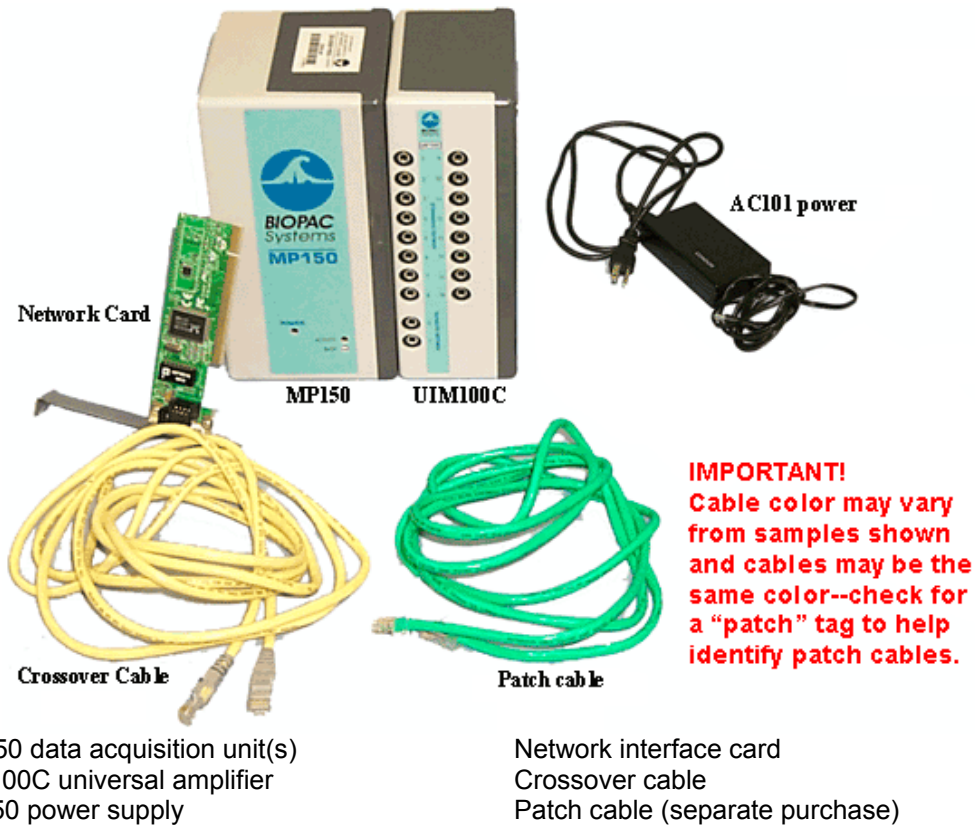 BIOPAC
Systems
MP150
BIOPAC
POWER
AC101 power
Network Card
MP150
UIM100C
IMPORTANT!
Cable color may vary
from samples shown
and cables may be the
same color--check for
a “patch” tag to help
identify patch cables.
Crossover Cable
Patch cable
50 data acquisition unit(s)
00C universal amplifier
50 power supply
Network interface card
Crossover cable
Patch cable (separate purchase)